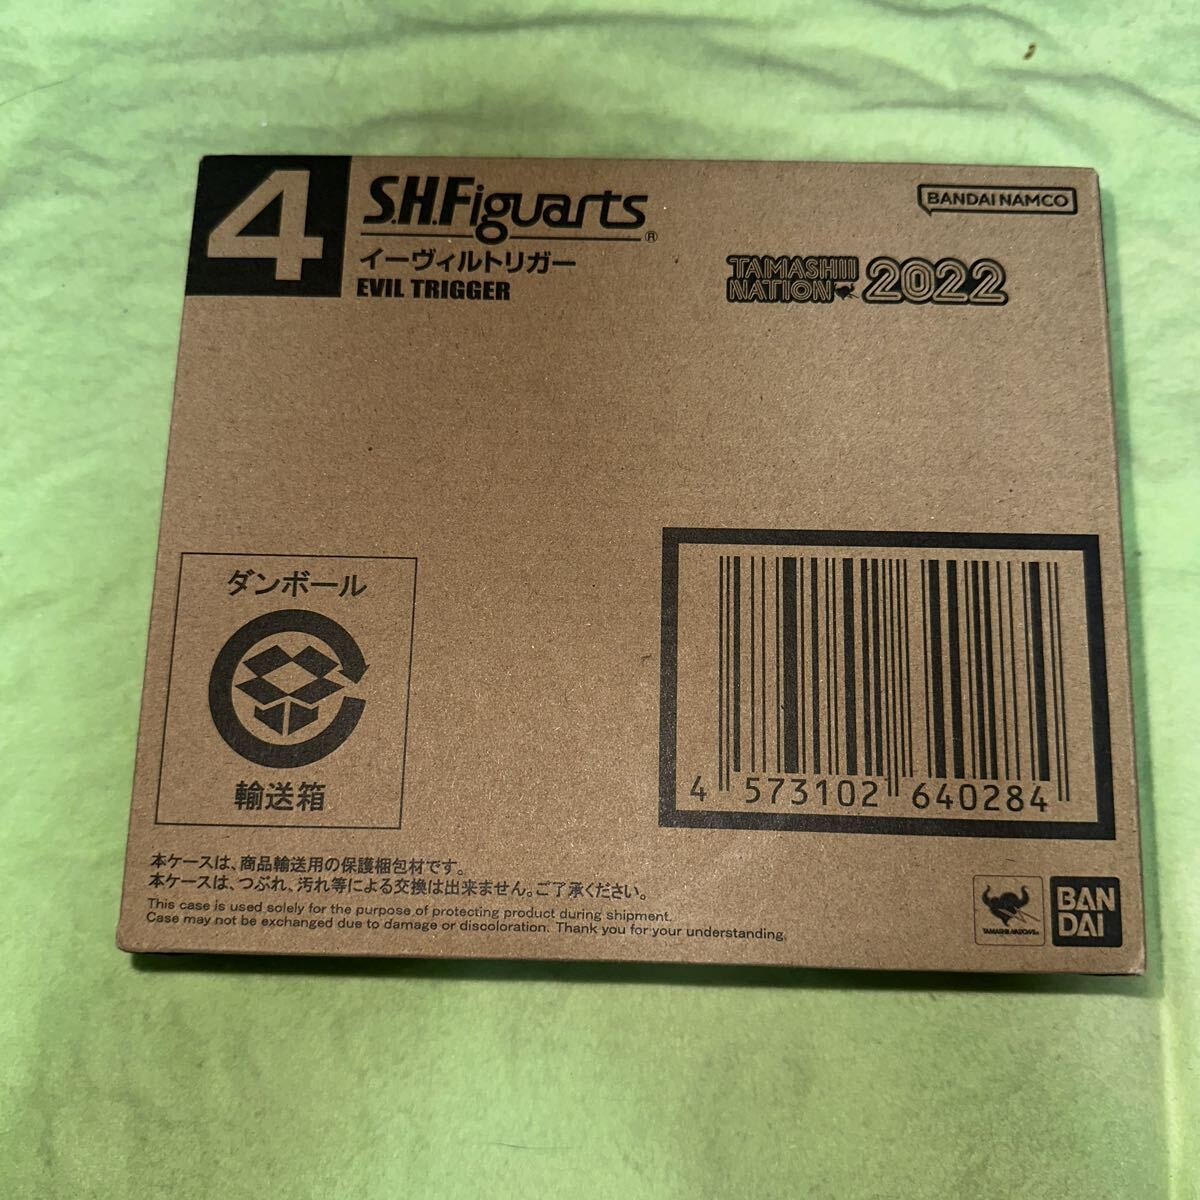 4
S.H.Figuarts®
イーヴィルトリガー
EVIL TRIGGER
BANDAI NAMCO
TAMASHII
NATION 2022
ダンボール
輸送箱
4 573102 640284
本ケースは、商品輸送用の保護梱包材です。
本ケースは、つぶれ、汚れ等による交換は出来ません。ご了承ください。
This case is used solely for the purpose of protecting product during shipment.
Case may not be exchanged due to damage or discoloration. Thank you for your understanding.
TAMASHII NATIONS
BAN
DAI